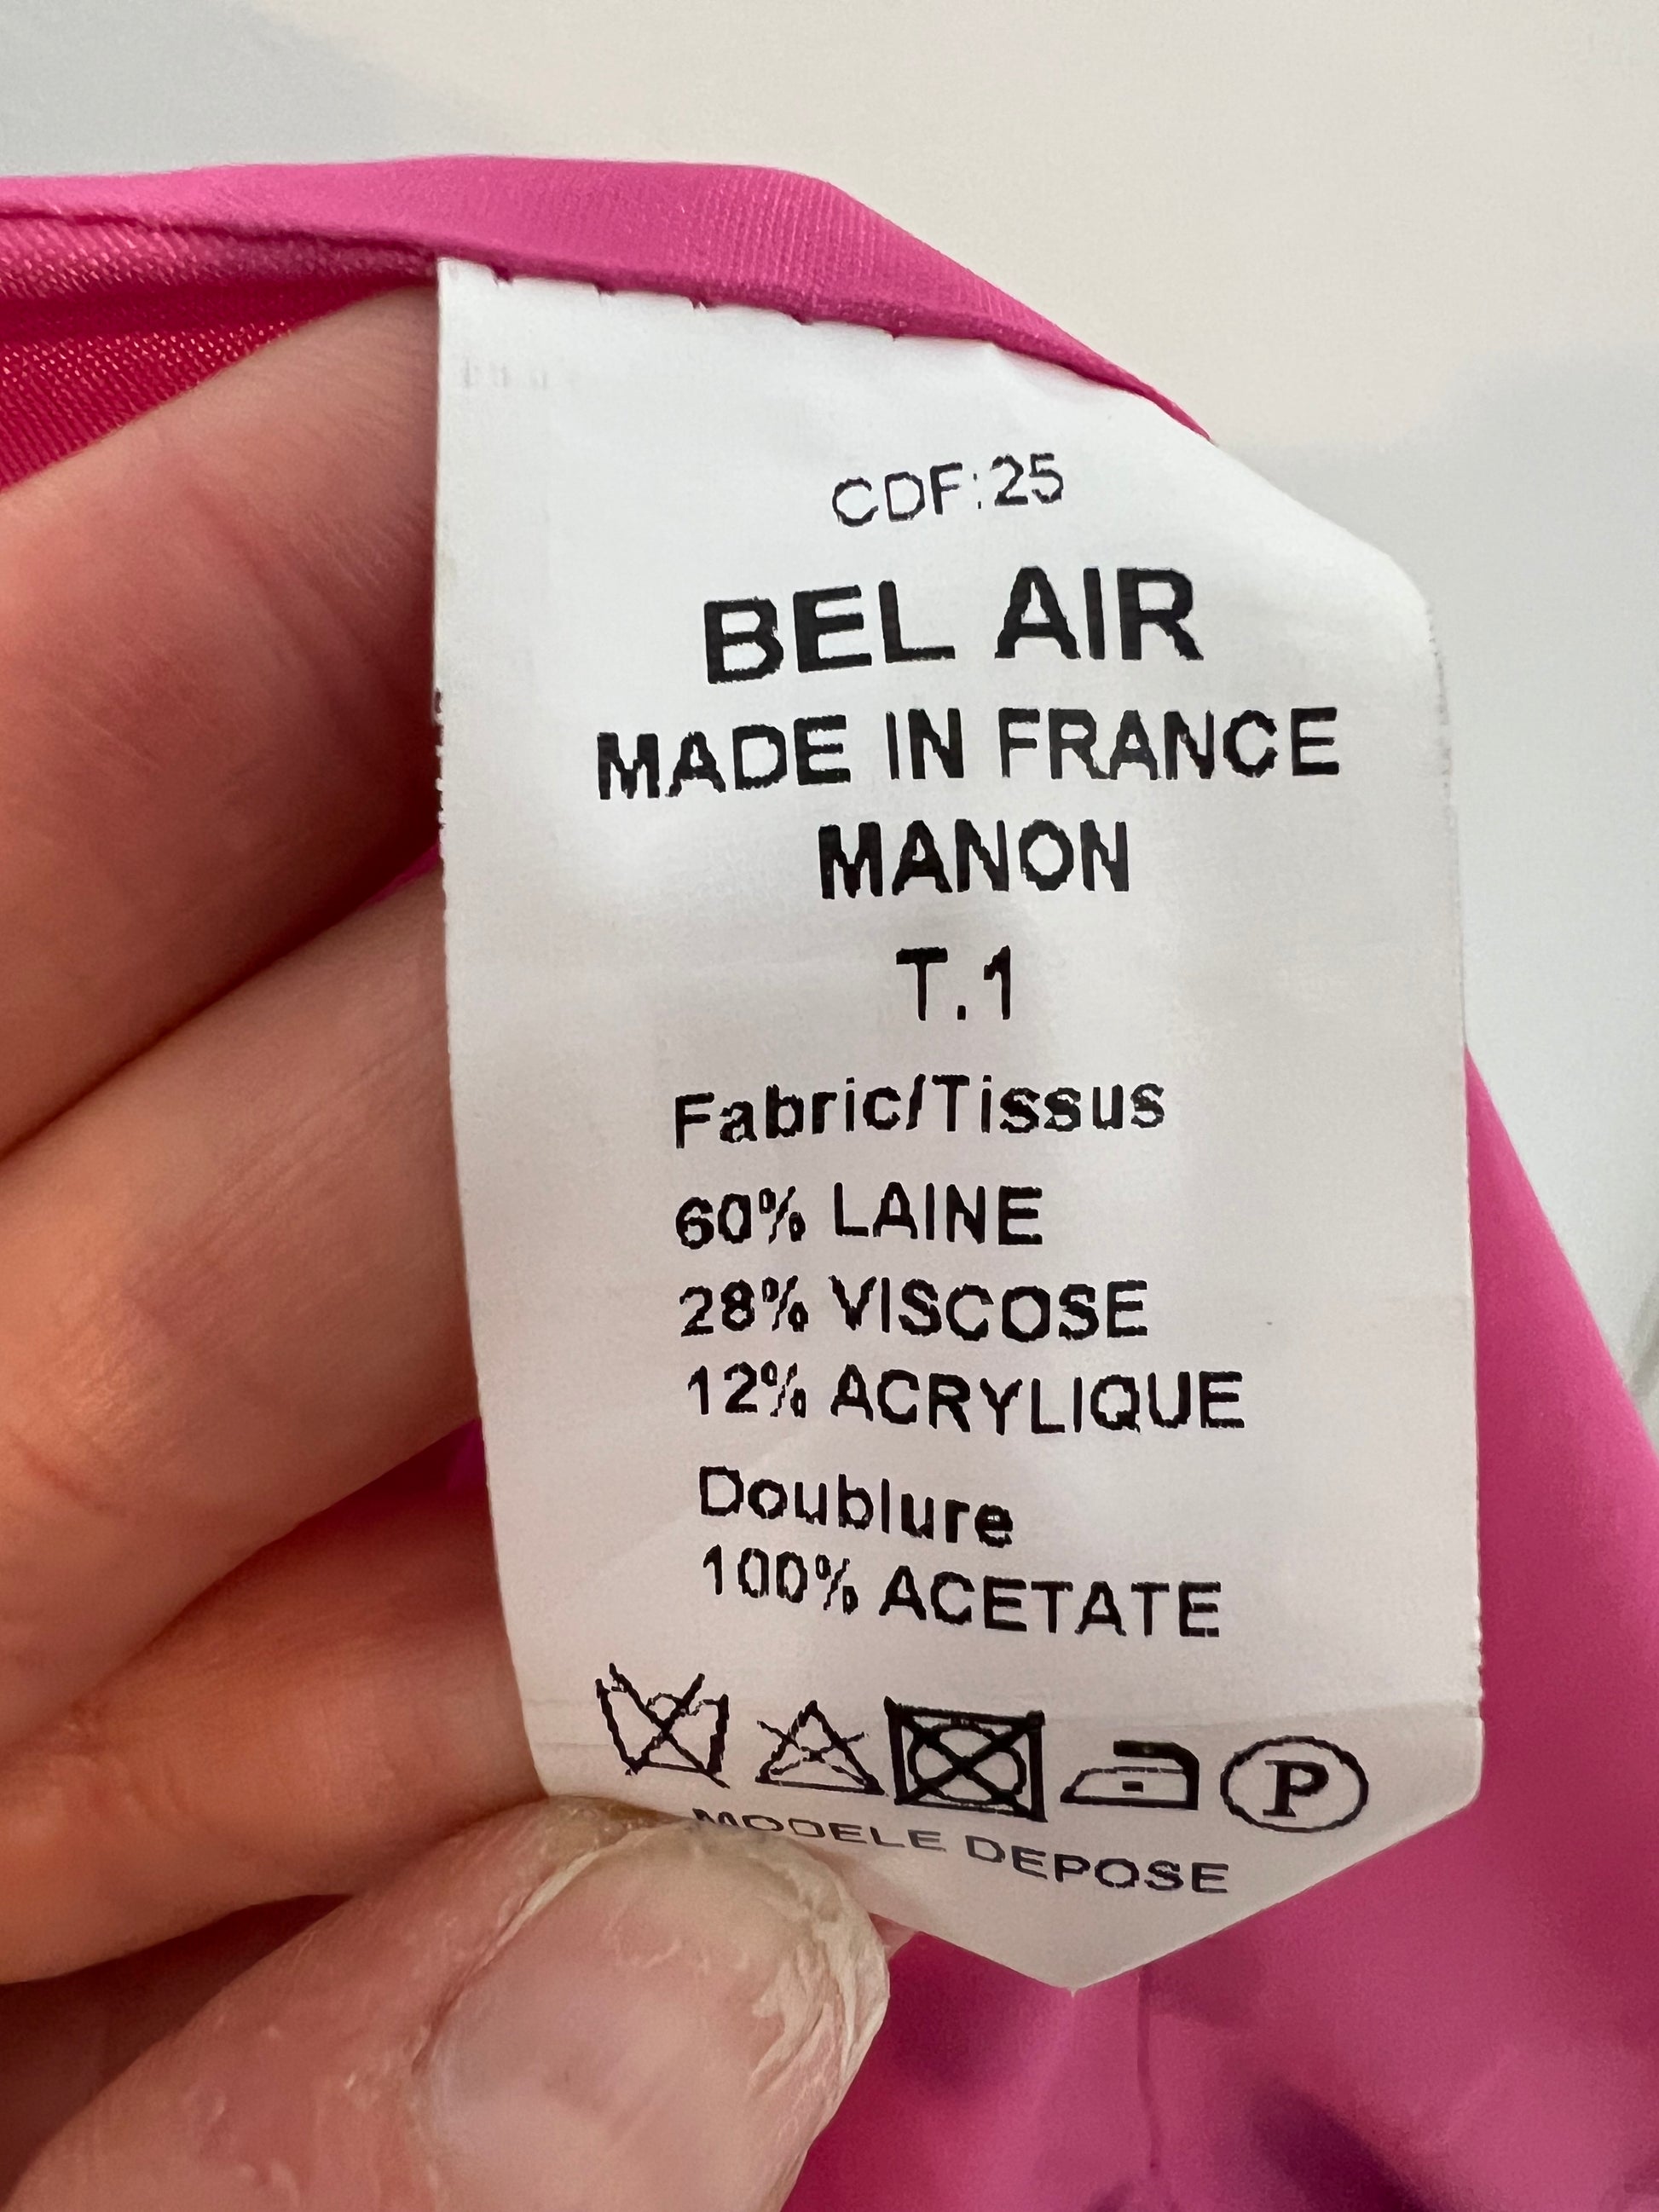 CDF:25
BEL AIR
MADE IN FRANCE
MANON
T.1
Fabric/Tissus
60% LAINE
28% VISCOSE
12% ACRYLIQUE
Doublure
100% ACETATE
P
MODELE DEPOSE